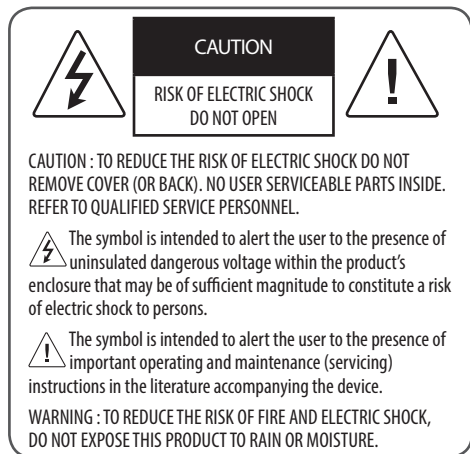 CAUTION
RISK OF ELECTRIC SHOCK
DO NOT OPEN
CAUTION : TO REDUCE THE RISK OF ELECTRIC SHOCK DO NOT
REMOVE COVER (OR BACK). NO USER SERVICEABLE PARTS INSIDE.
REFER TO QUALIFIED SERVICE PERSONNEL.
The symbol is intended to alert the user to the presence of
uninsulated dangerous voltage within the product's
enclosure that may be of sufficient magnitude to constitute a risk
of electric shock to persons.
The symbol is intended to alert the user to the presence of
important operating and maintenance (servicing)
instructions in the literature accompanying the device.
WARNING : TO REDUCE THE RISK OF FIRE AND ELECTRIC SHOCK,
DO NOT EXPOSE THIS PRODUCT TO RAIN OR MOISTURE.